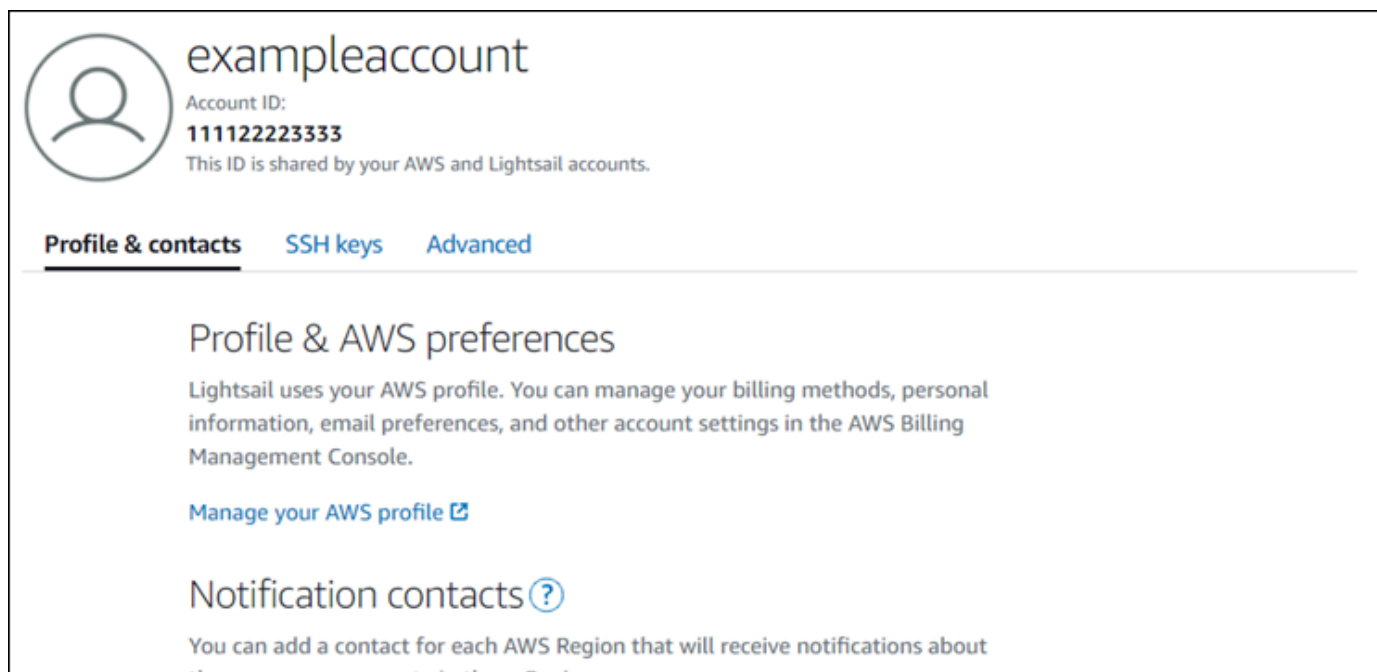 exampleaccount
Account ID:
111122223333
This ID is shared by your AWS and Lightsail accounts.
Profile & contacts SSH keys Advanced
Profile & AWS preferences
Lightsail uses your AWS profile. You can manage your billing methods, personal
information, email preferences, and other account settings in the AWS Billing
Management Console.
Manage your AWS profile
Notification contacts ?
You can add a contact for each AWS Region that will receive notifications about